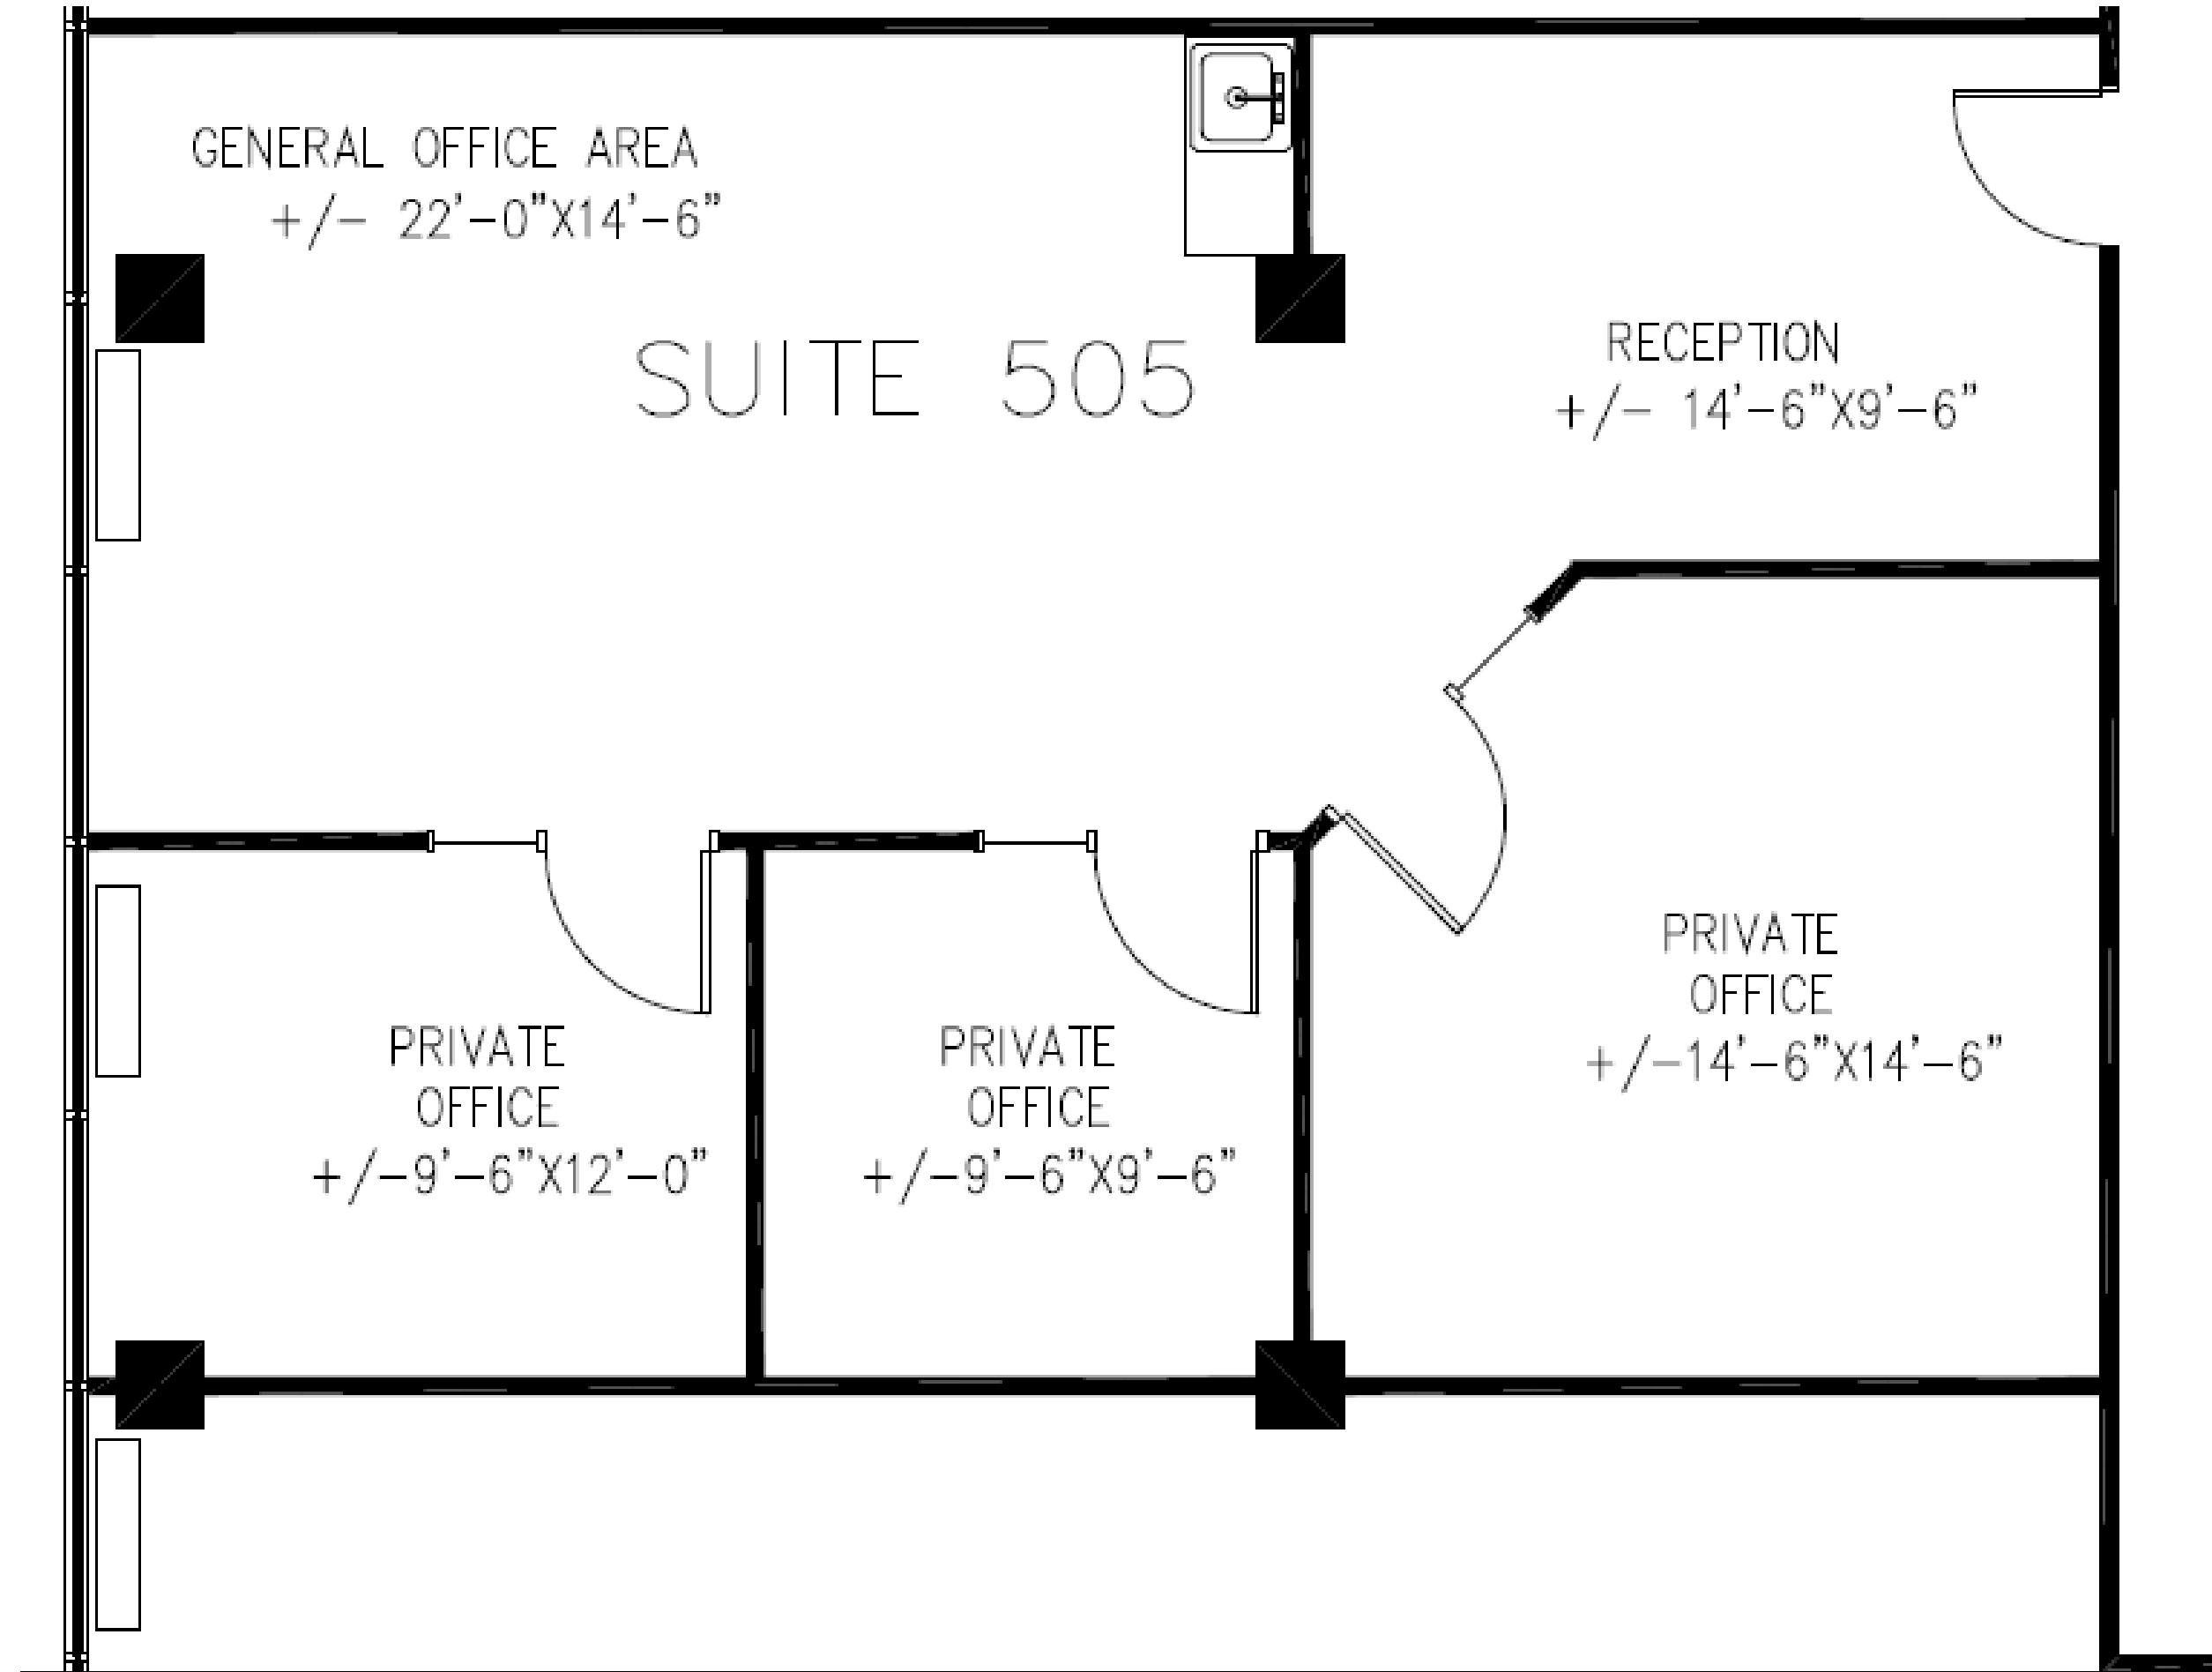 GENERAL OFFICE AREA
+/- 22'-0"X14'-6"
SUITE 505
RECEPTION
+/- 14'-6"X9'-6"
PRIVATE
OFFICE
+/-9'-6"X12'-0"
PRIVATE
OFFICE
+/-9'-6"X9'-6"
PRIVATE
OFFICE
+/-14'-6"X14'-6"